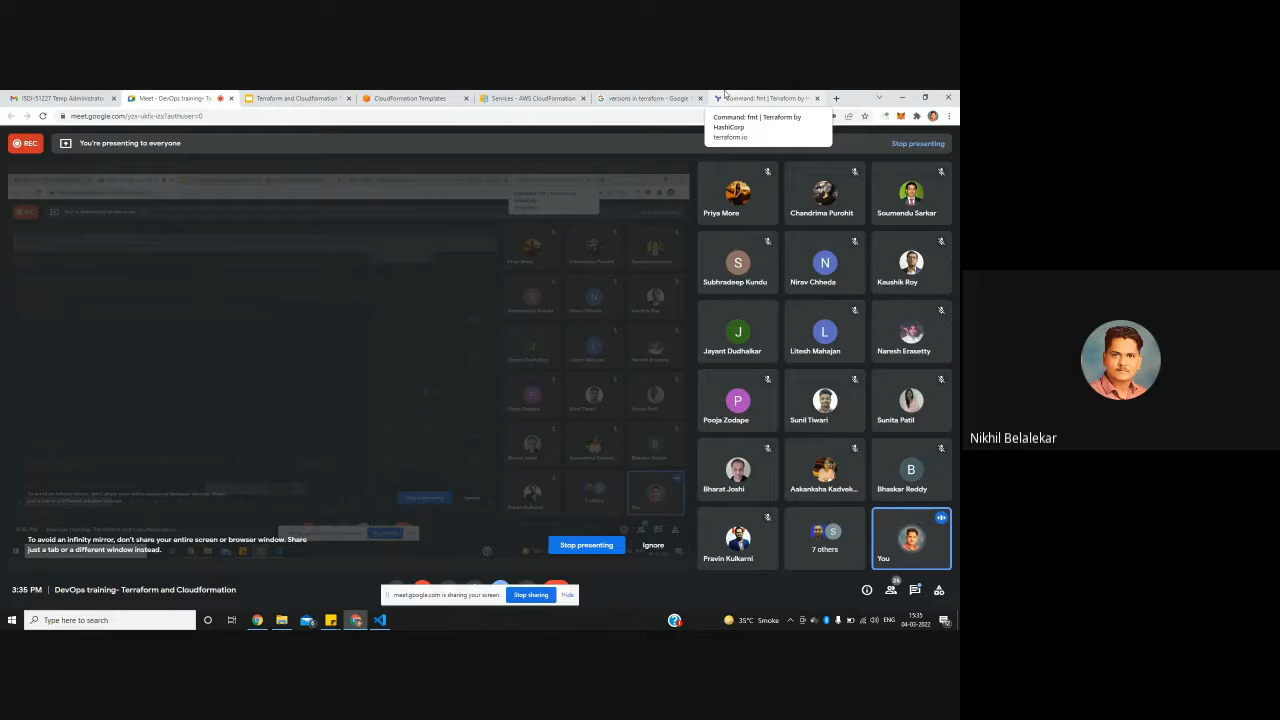 ISDI-51227 Temp Administrato
Meet - DevOps training-
Terraform and Cloudformation
CloudFormation Templates
Services - AWS CloudFormation
versions in terraform - Google
Command: fmt | Terraform by H
meet.google.com/yzx-ukfx-izx?authuser=0
Command: fmt | Terraform by
HashiCorp
terraform.io
REC
You're presenting to everyone
Stop presenting
Priya More
Chandrima Purohit
Soumendu Sarkar
S
N
Subhradeep Kundu
Nirav Chheda
Kaushik Roy
J
L
Jayant Dudhalkar
Litesh Mahajan
Naresh Erasetty
P
Pooja Zodape
Sunil Tiwari
Sunita Patil
B
Bharat Joshi
Aakanksha Kadvek...
Bhaskar Reddy
S
Pravin Kulkarni
7 others
You
To avoid an infinity mirror, don't share your entire screen or browser window. Share
just a tab or a different window instead.
Stop presenting
Ignore
3:35 PM | DevOps training- Terraform and Cloudformation
26
meet.google.com is sharing your screen.
Stop sharing
Hide
Type here to search
35°C Smoke
ENG
15:35
04-03-2022
Nikhil Belalekar